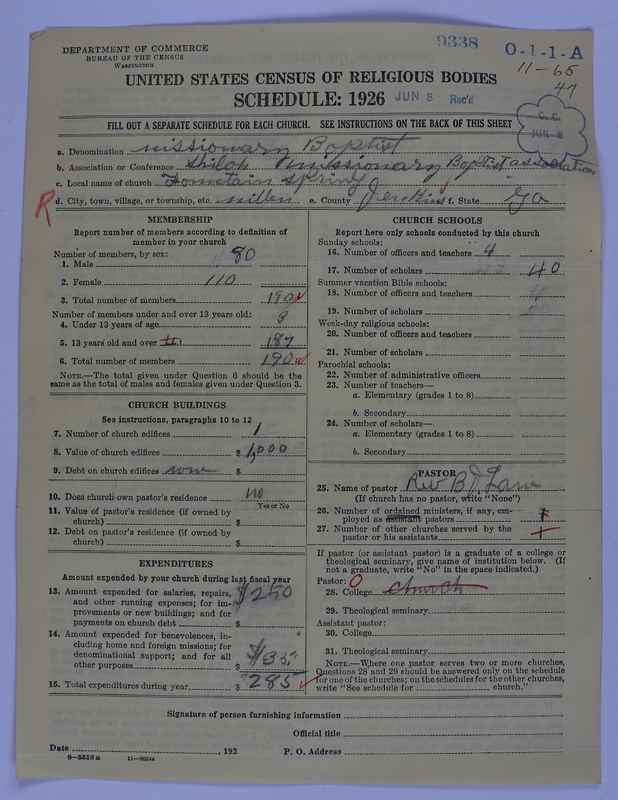 DEPARTMENT OF COMMERCE
BUREAU OF THE CENSUS
WASHINGTON
9338
O-1-1-A
11-65
47
UNITED STATES CENSUS OF RELIGIOUS BODIES
SCHEDULE: 1926
JUN 8 Rec'd
C. C.
JUN 8
FILL OUT A SEPARATE SCHEDULE FOR EACH CHURCH. SEE INSTRUCTIONS ON THE BACK OF THIS SHEET
a. Denomination missionary Baptist
b. Association or Conference Shiloh missionary Baptist association
c. Local name of church Fountain Spring
R
d. City, town, village, or township, etc. millen e. County Jenkins f. State Ga
MEMBERSHIP
Report number of members according to definition of
member in your church
Number of members, by sex:
1. Male 80
2. Female 110
3. Total number of members 190
Number of members under and over 13 years old:
4. Under 13 years of age 3
5. 13 years old and over 187
6. Total number of members 190
NOTE.—The total given under Question 6 should be the
same as the total of males and females given under Question 3.
CHURCH BUILDINGS
See instructions, paragraphs 10 to 12
7. Number of church edifices 1
8. Value of church edifices $ 1,000
9. Debt on church edifices none $
10. Does church own pastor's residence no
Yes or No
11. Value of pastor's residence (if owned by
church) $
12. Debt on pastor's residence (if owned by
church) $
EXPENDITURES
Amount expended by your church during last fiscal year
13. Amount expended for salaries, repairs,
and other running expenses; for im-
provements or new buildings; and for
payments on church debt $ $250
14. Amount expended for benevolences, in-
cluding home and foreign missions; for
denominational support; and for all
other purposes $ $35
15. Total expenditures during year $ 285
CHURCH SCHOOLS
Report here only schools conducted by this church
Sunday schools:
16. Number of officers and teachers 4
17. Number of scholars 40
Summer vacation Bible schools:
18. Number of officers and teachers
19. Number of scholars
Week-day religious schools:
20. Number of officers and teachers
21. Number of scholars
Parochial schools:
22. Number of administrative officers
23. Number of teachers—
a. Elementary (grades 1 to 8)
b. Secondary
24. Number of scholars—
a. Elementary (grades 1 to 8)
b. Secondary
PASTOR
25. Name of pastor Rev B J Lane
(If church has no pastor, write "None")
26. Number of ordained ministers, if any, em-
ployed as assistant pastors
27. Number of other churches served by the
pastor or his assistants
If pastor (or assistant pastor) is a graduate of a college or
theological seminary, give name of institution below. (If
not a graduate, write "No" in the space indicated.)
Pastor: O
28. College church
29. Theological seminary
Assistant pastor:
30. College
31. Theological seminary
NOTE.—Where one pastor serves two or more churches,
Questions 28 and 29 should be answered only on the schedule
for one of the churches; on the schedules for the other churches,
write "See schedule for church."
Signature of person furnishing information
Official title
Date , 192 P. O. Address
8—5518 a 11—8554a